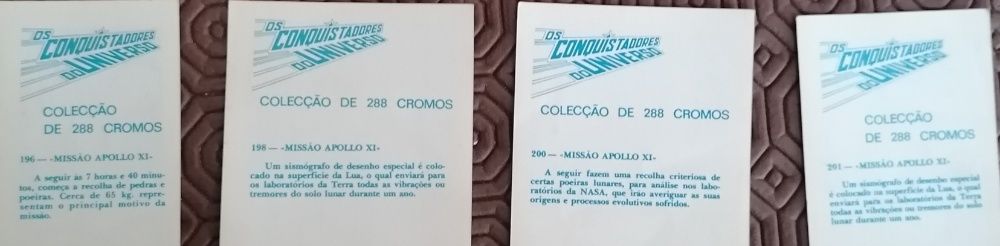 OS
CONQUISTADORES
DO UNIVERSO
COLECÇÃO
DE 288 CROMOS
196 — «MISSÃO APOLLO XI»
A seguir às 7 horas e 40 minu-
tos, começa a recolha de pedras e
poeiras. Cerca de 65 kg. repre-
sentam o principal motivo da
missão.
OS
CONQUISTADORES
DO UNIVERSO
COLECÇÃO DE 288 CROMOS
198 — «MISSÃO APOLLO XI»
Um sismógrafo de desenho especial é colo-
cado na superfície da Lua, o qual enviará para
os laboratórios da Terra todas as vibrações ou
tremores do solo lunar durante um ano.
OS
CONQUISTADORES
DO UNIVERSO
COLECÇÃO DE 288 CROMOS
200 — «MISSÃO APOLLO XI»
A seguir fazem uma recolha criteriosa de
certas poeiras lunares, para análise nos labo-
ratórios da NASA, que irão averiguar as suas
origens e processos evolutivos sofridos.
OS
CONQUISTADORES
DO UNIVERSO
COLECÇÃO
DE 288 CROMOS
201 — «MISSÃO APOLLO XI»
Um sismógrafo de desenho especial
é colocado na superfície da Lua, o qual
enviará para os laboratórios da Terra
todas as vibrações ou tremores do solo
lunar durante um ano.